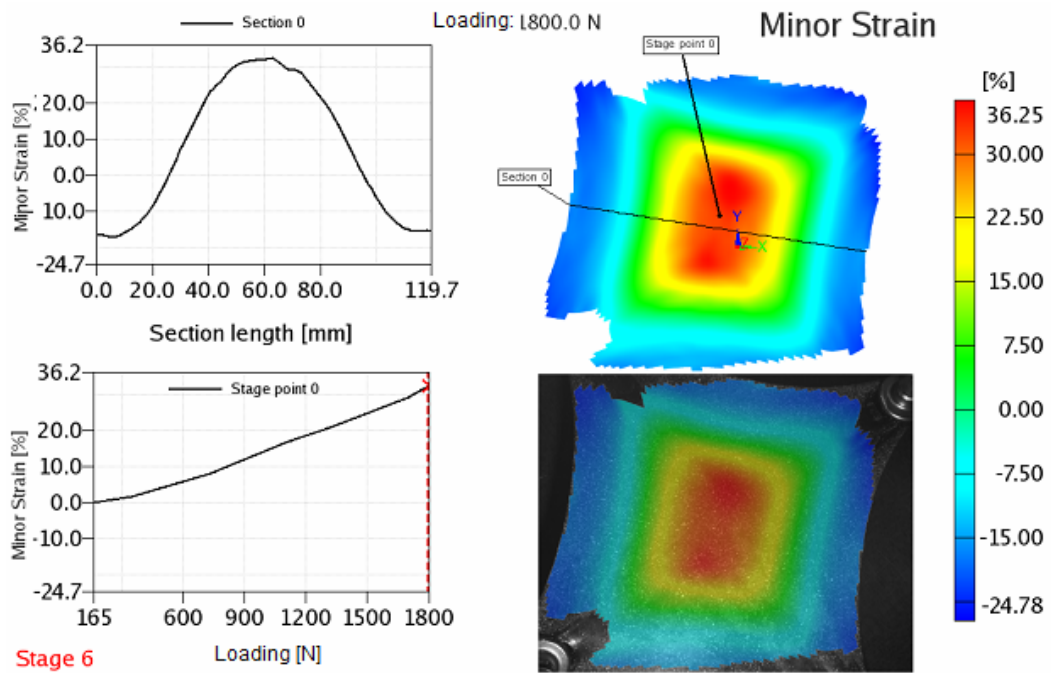 Section 0
Loading: 1800.0 N
Minor Strain
36.2
20.0
10.0
0.0
10.0
-24.7
Minor Strain [%]
0.0 20.0 40.0 60.0 80.0 119.7
Section length [mm]
Stage point 0
Section 0
Y
Z X
[%]
36.25
30.00
22.50
15.00
7.50
0.00
-7.50
-15.00
-24.78
36.2
20.0
10.0
0.0
-10.0
-24.7
Minor Strain [%]
Stage point 0
165 600 900 1200 1500 1800
Loading [N]
Stage 6